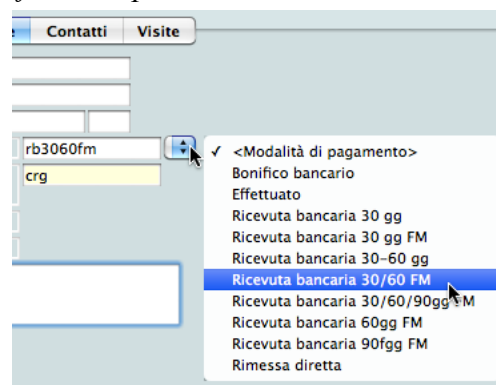 Contatti Visite
rb3060fm
crg
✓ <Modalità di pagamento>
Bonifico bancario
Effettuato
Ricevuta bancaria 30 gg
Ricevuta bancaria 30 gg FM
Ricevuta bancaria 30-60 gg
Ricevuta bancaria 30/60 FM
Ricevuta bancaria 30/60/90gg FM
Ricevuta bancaria 60gg FM
Ricevuta bancaria 90fgg FM
Rimessa diretta